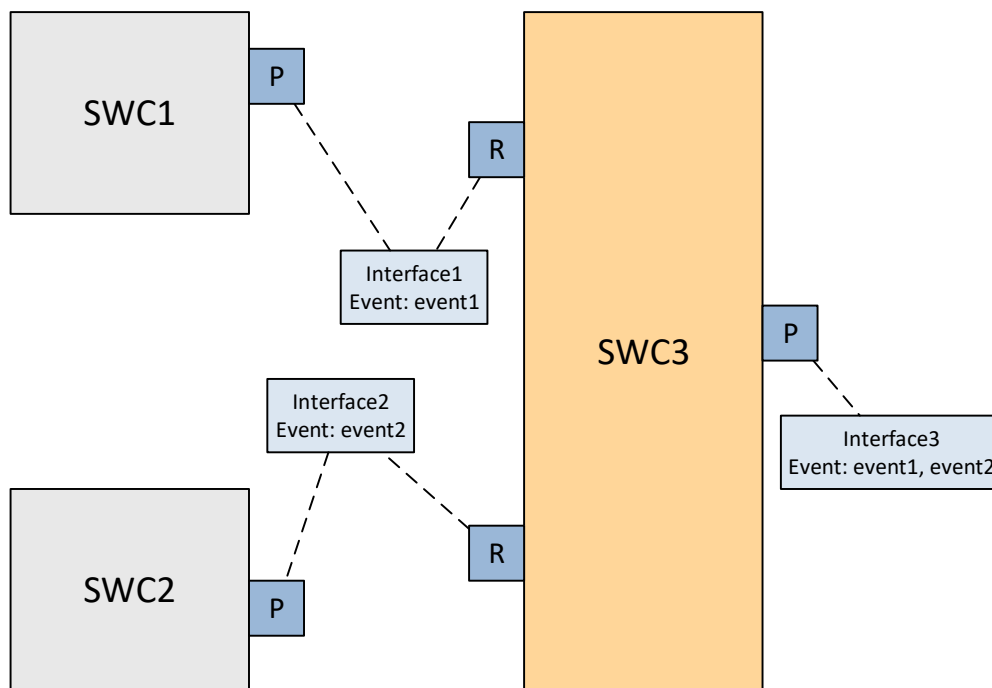 SWC1
P
R
Interface1
Event: event1
SWC3
P
Interface2
Event: event2
Interface3
Event: event1, event2
SWC2
P
R